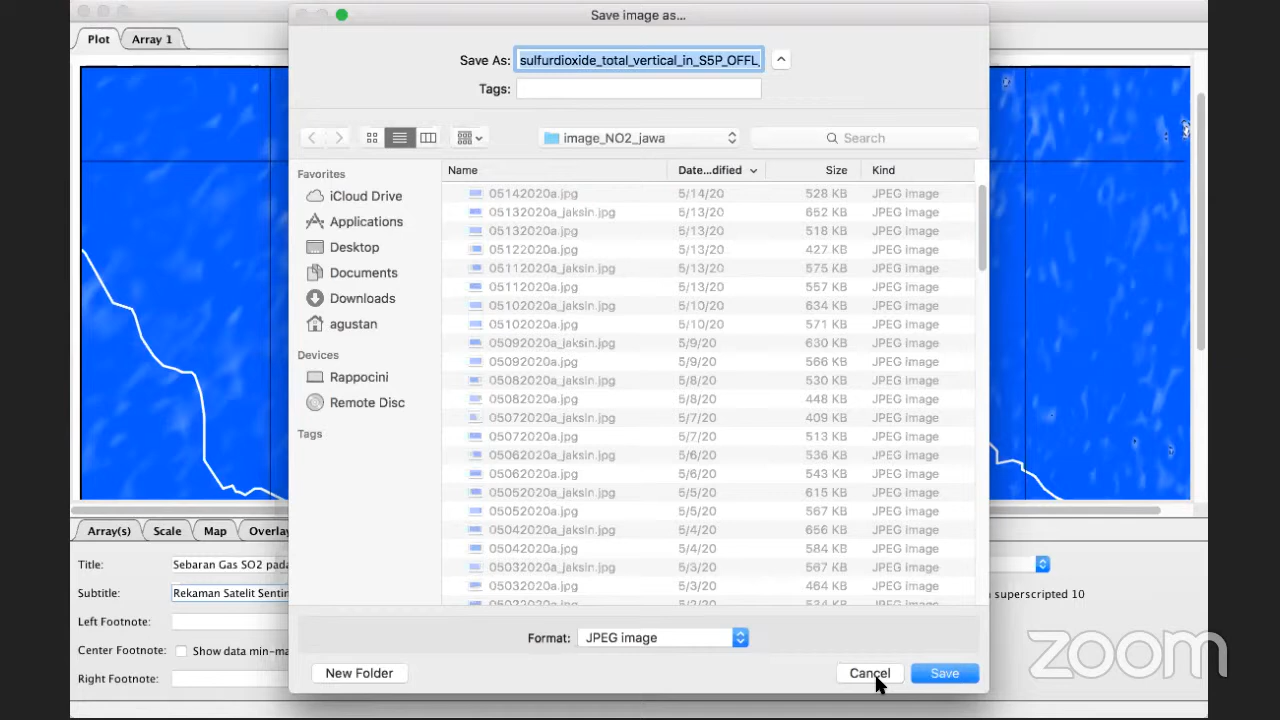 Save image as...
Plot
Array 1
Save As: sulfurdioxide_total_vertical_in_S5P_OFFL_
Tags:
image_NO2_jawa
Search
Favorites
iCloud Drive
Applications
Desktop
Documents
Downloads
agustan
Devices
Rappocini
Remote Disc
Tags
Name Date...dified Size Kind
05142020a.jpg 5/14/20 528 KB JPEG image
05132020a_jaksin.jpg 5/13/20 652 KB JPEG image
05132020a.jpg 5/13/20 518 KB JPEG image
05122020a.jpg 5/13/20 427 KB JPEG image
05112020a_jaksin.jpg 5/13/20 575 KB JPEG image
05112020a.jpg 5/13/20 557 KB JPEG image
05102020a_jaksin.jpg 5/10/20 634 KB JPEG image
05102020a.jpg 5/10/20 571 KB JPEG image
05092020a_jaksin.jpg 5/9/20 630 KB JPEG image
05092020a.jpg 5/9/20 566 KB JPEG image
05082020a_jaksin.jpg 5/8/20 530 KB JPEG image
05082020a.jpg 5/8/20 448 KB JPEG image
05072020a_jaksin.jpg 5/7/20 409 KB JPEG image
05072020a.jpg 5/7/20 513 KB JPEG image
05062020a_jaksin.jpg 5/6/20 536 KB JPEG image
05062020a.jpg 5/6/20 543 KB JPEG image
05052020a_jaksin.jpg 5/5/20 615 KB JPEG image
05052020a.jpg 5/5/20 567 KB JPEG image
05042020a_jaksin.jpg 5/4/20 656 KB JPEG image
05042020a.jpg 5/4/20 584 KB JPEG image
05032020a_jaksin.jpg 5/3/20 567 KB JPEG image
05032020a.jpg 5/3/20 464 KB JPEG image
Format: JPEG image
New Folder
Cancel
Save
Array(s) Scale Map Overlay
Title: Sebaran Gas SO2 pada
Subtitle: Rekaman Satelit Sentin
superscripted 10
Left Footnote:
Center Footnote: Show data min-ma
Right Footnote:
zoom